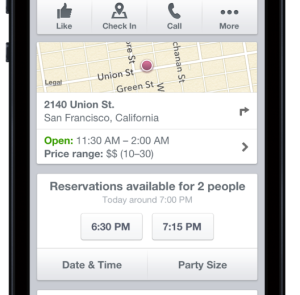 Like Check In Call More
re St
chanan St
Union St
Legal
Green St W
2140 Union St.
San Francisco, California
Open: 11:30 AM – 2:00 AM
Price range: $$ (10–30)
Reservations available for 2 people
Today around 7:00 PM
6:30 PM 7:15 PM
Date & Time Party Size